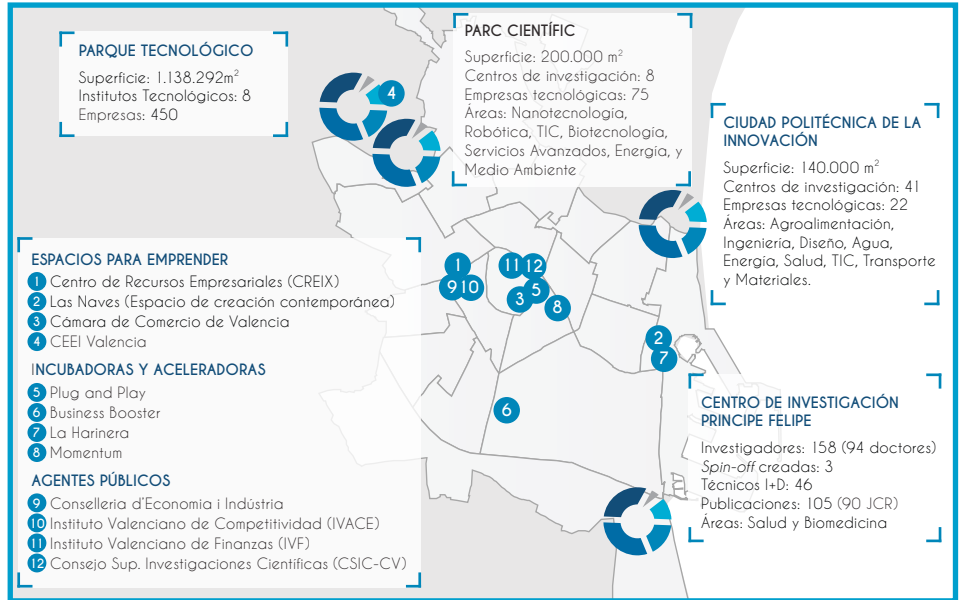 PARQUE TECNOLÓGICO
Superficie: 1.138.292m²
Institutos Tecnológicos: 8
Empresas: 450
PARC CIENTÍFIC
Superficie: 200.000 m²
Centros de investigación: 8
Empresas tecnológicas: 75
Áreas: Nanotecnología,
Robótica, TIC, Biotecnología,
Servicios Avanzados, Energía, y
Medio Ambiente
CIUDAD POLITÉCNICA DE LA
INNOVACIÓN
Superficie: 140.000 m²
Centros de investigación: 41
Empresas tecnológicas: 22
Áreas: Agroalimentación,
Ingeniería, Diseño, Agua,
Energía, Salud, TIC, Transporte
y Materiales.
ESPACIOS PARA EMPRENDER
1 Centro de Recursos Empresariales (CREIX)
2 Las Naves (Espacio de creación contemporánea)
3 Cámara de Comercio de Valencia
4 CEEI Valencia
INCUBADORAS Y ACELERADORAS
5 Plug and Play
6 Business Booster
7 La Harinera
8 Momentum
AGENTES PÚBLICOS
9 Conselleria d'Economia i Indústria
10 Instituto Valenciano de Competitividad (IVACE)
11 Instituto Valenciano de Finanzas (IVF)
12 Consejo Sup. Investigaciones Científicas (CSIC-CV)
CENTRO DE INVESTIGACIÓN
PRINCIPE FELIPE
Investigadores: 158 (94 doctores)
Spin-off creadas: 3
Técnicos I+D: 46
Publicaciones: 105 (90 JCR)
Áreas: Salud y Biomedicina
4
1
9 10
11 12
5
3
8
2
7
6